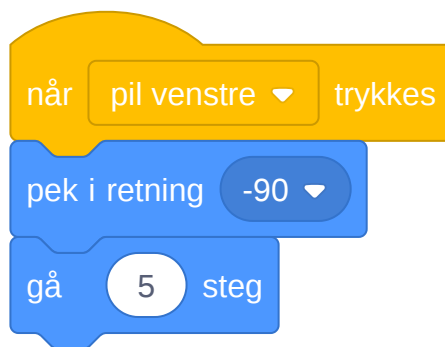 når pil venstre trykkes
pek i retning -90
gå 5 steg